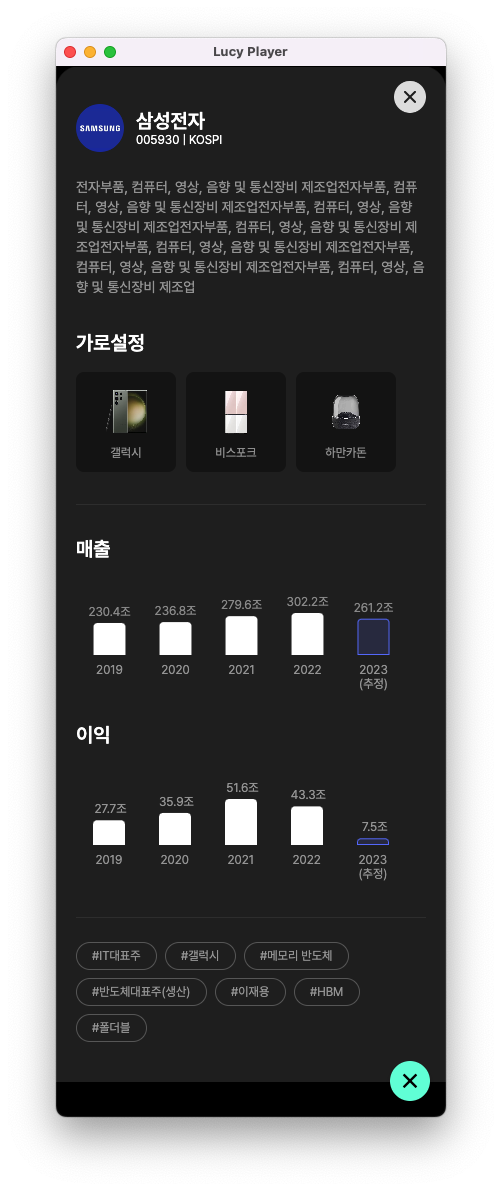 Lucy Player
SAMSUNG
삼성전자
005930 | KOSPI
전자부품, 컴퓨터, 영상, 음향 및 통신장비 제조업전자부품, 컴퓨
터, 영상, 음향 및 통신장비 제조업전자부품, 컴퓨터, 영상, 음향
및 통신장비 제조업전자부품, 컴퓨터, 영상, 음향 및 통신장비 제
조업전자부품, 컴퓨터, 영상, 음향 및 통신장비 제조업전자부품,
컴퓨터, 영상, 음향 및 통신장비 제조업전자부품, 컴퓨터, 영상, 음
향 및 통신장비 제조업
가로설정
갤럭시 비스포크 하만카돈
매출
230.4조 236.8조 279.6조 302.2조 261.2조
2019 2020 2021 2022 2023
(추정)
이익
27.7조 35.9조 51.6조 43.3조 7.5조
2019 2020 2021 2022 2023
(추정)
#IT대표주 #갤럭시 #메모리 반도체
#반도체대표주(생산) #이재용 #HBM
#폴더블